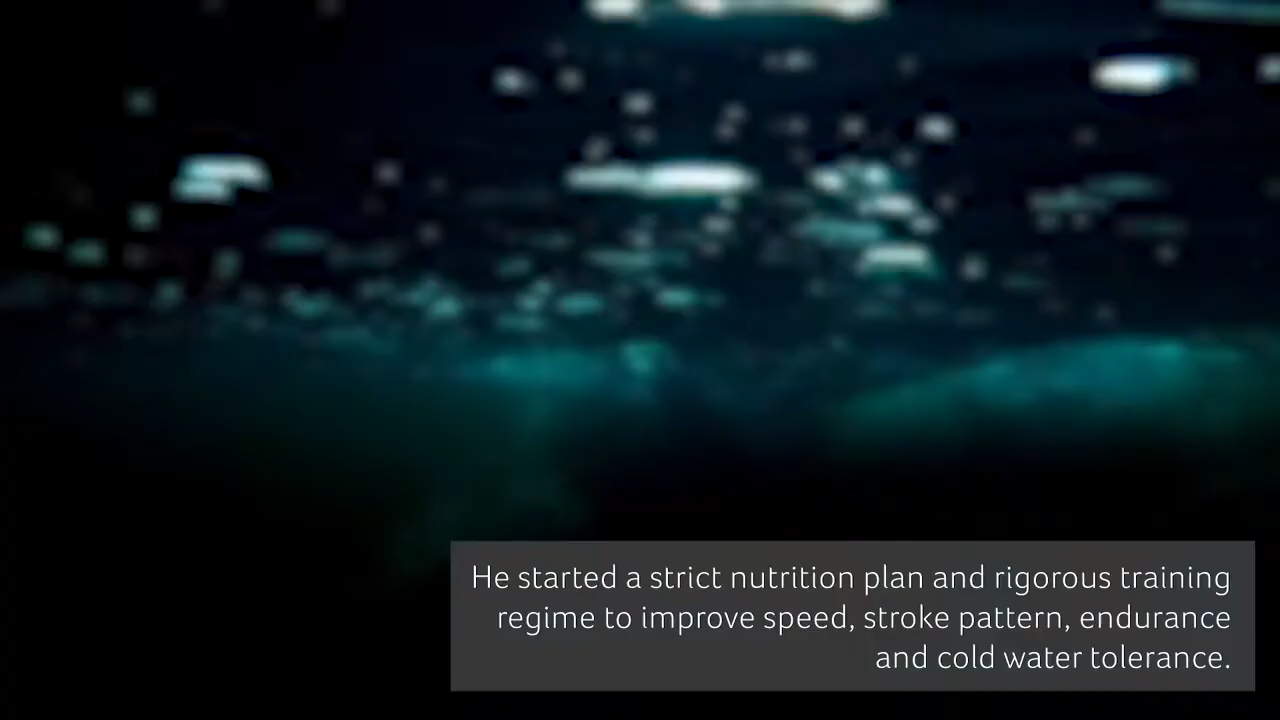 He started a strict nutrition plan and rigorous training
regime to improve speed, stroke pattern, endurance
and cold water tolerance.